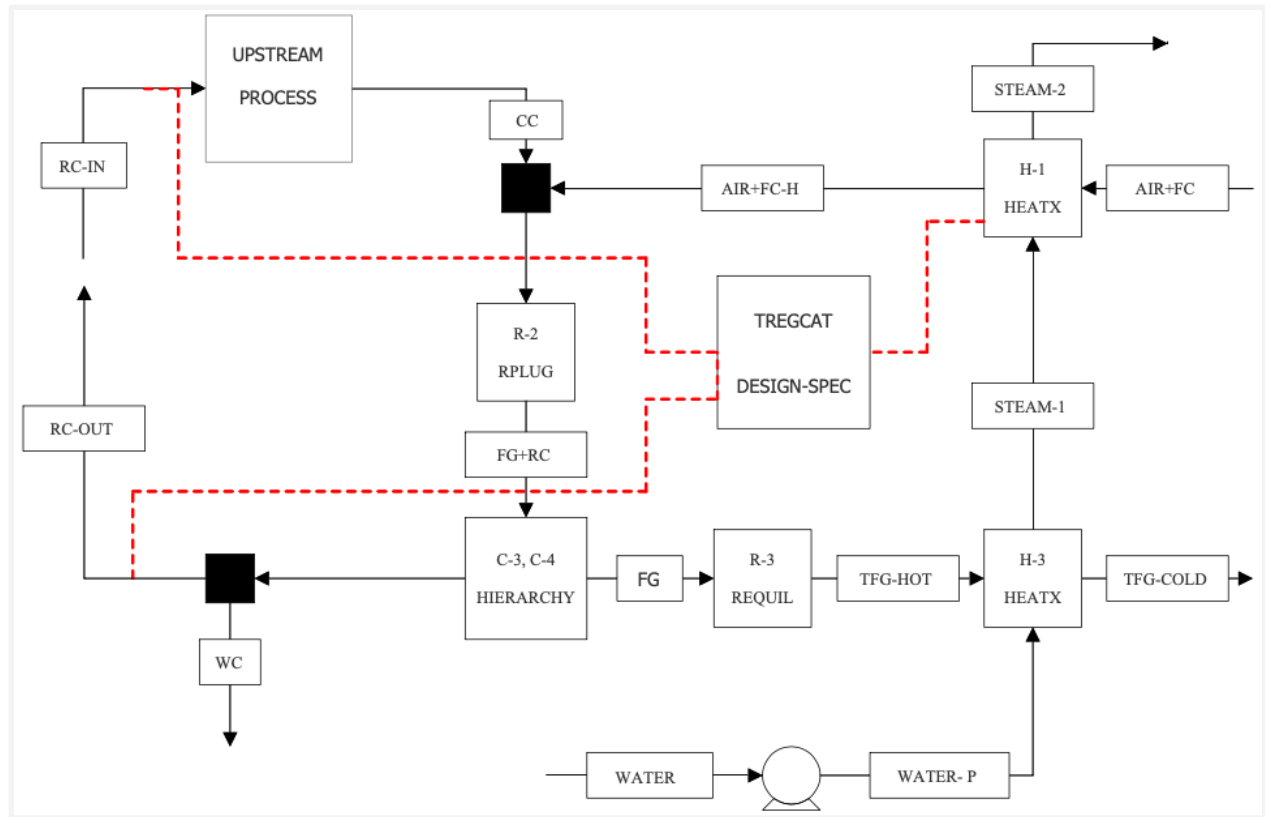 UPSTREAM
PROCESS
STEAM-2
CC
RC-IN
H-1
HEATX
AIR+FC-H
AIR+FC
TREGCAT
DESIGN-SPEC
R-2
RPLUG
STEAM-1
RC-OUT
FG+RC
C-3, C-4
HIERARCHY
FG
R-3
REQUIL
TFG-HOT
H-3
HEATX
TFG-COLD
WC
WATER
WATER- P